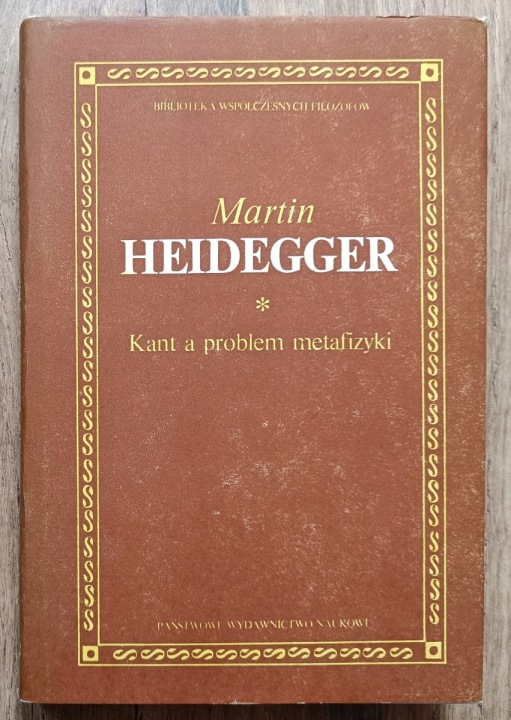 BIBLIOTEKA WSPÓŁCZESNYCH FILOZOFÓW
Martin
HEIDEGGER
*
Kant a problem metafizyki
PAŃSTWOWE WYDAWNICTWO NAUKOWE